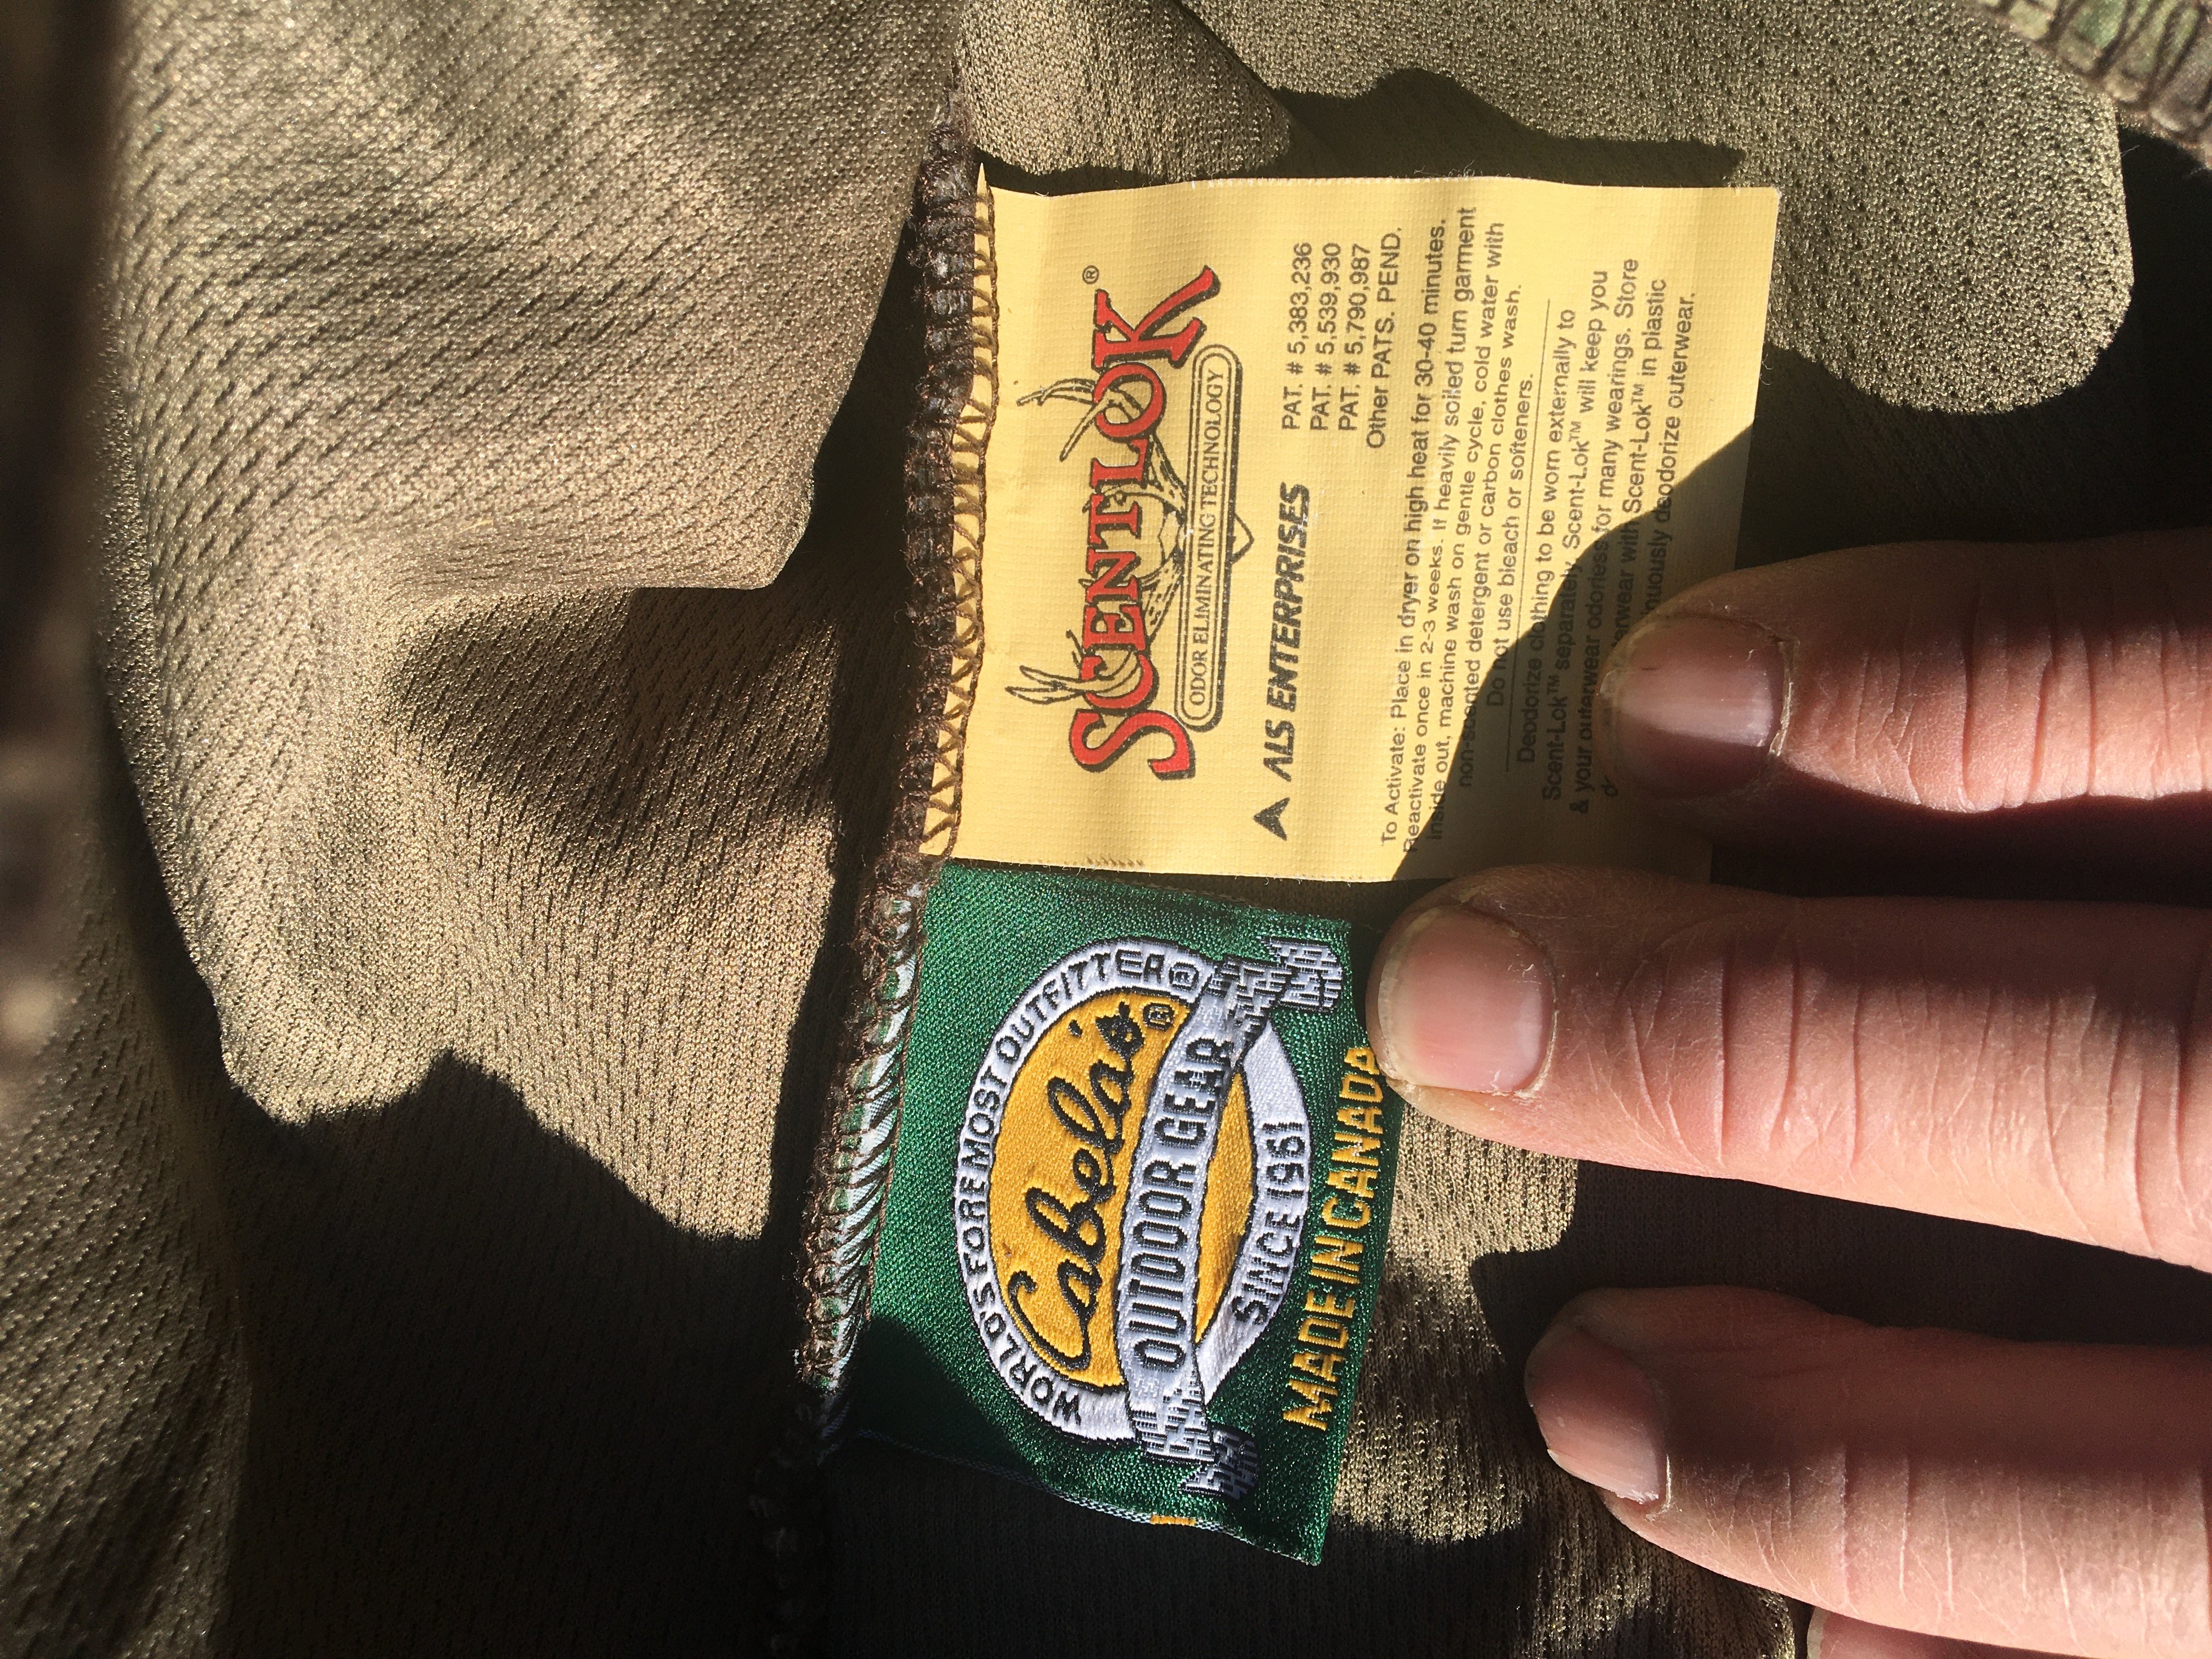 SCENTLOK®
ODOR ELIMINATING TECHNOLOGY
ALS ENTERPRISES
PAT. # 5,383,236
PAT. # 5,539,930
PAT. # 5,790,987
Other PATS. PEND.
To Activate: Place in dryer on high heat for 30-40 minutes.
Reactivate once in 2-3 weeks. If heavily soiled turn garment
inside out, machine wash on gentle cycle, cold water with
non-scented detergent or carbon clothes wash.
Do not use bleach or softeners.
Deodorize clothing to be worn externally to
Scent-Lok™ separately. Scent-Lok™ will keep you
& your outerwear odorless for many wearings. Store
with Scent-Lok™ in plastic
deodorize outerwear.
WORLD'S FOREMOST OUTFITTER®
Cabela's®
OUTDOOR GEAR
SINCE 1961
MADE IN CANADA